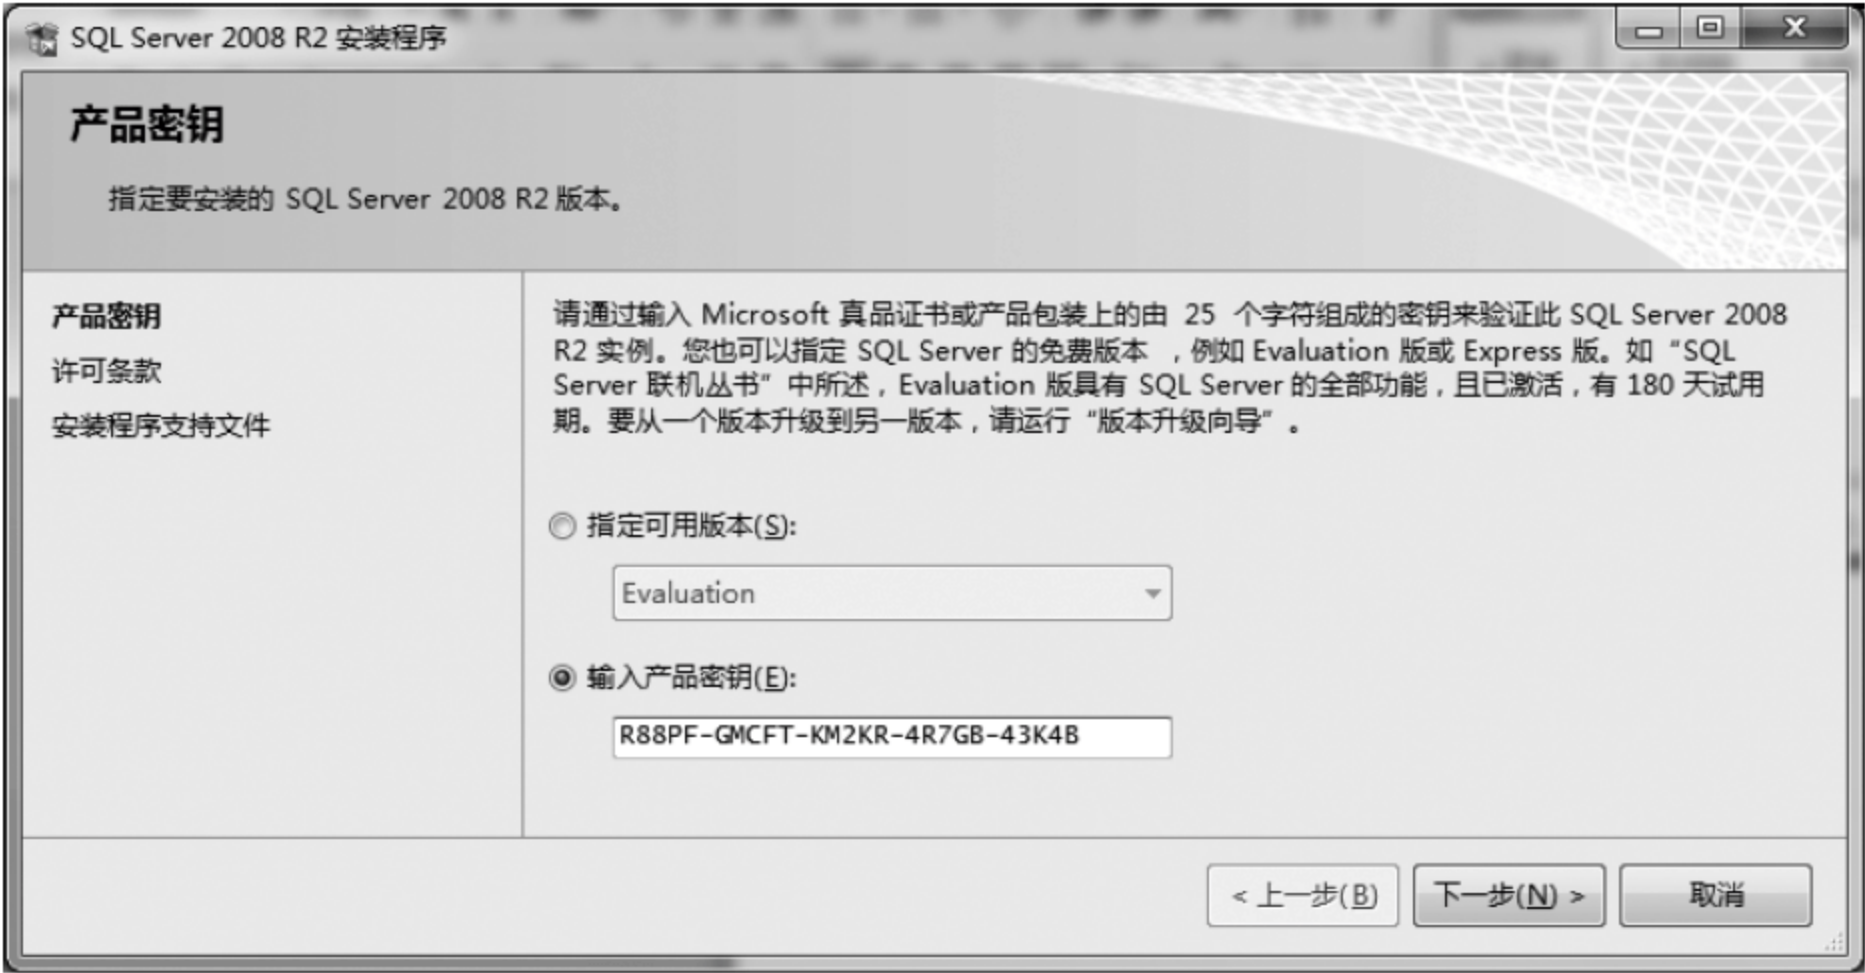 SQL Server 2008 R2 安装程序
产品密钥
指定要安装的 SQL Server 2008 R2 版本。
产品密钥
许可条款
安装程序支持文件
请通过输入 Microsoft 真品证书或产品包装上的由 25 个字符组成的密钥来验证此 SQL Server 2008
R2 实例。您也可以指定 SQL Server 的免费版本 ，例如 Evaluation 版或 Express 版。如“SQL
Server 联机丛书”中所述，Evaluation 版具有 SQL Server 的全部功能，且已激活，有 180 天试用
期。要从一个版本升级到另一版本，请运行“版本升级向导”。
指定可用版本(S):
Evaluation
输入产品密钥(E):
R88PF-GMCFT-KM2KR-4R7GB-43K4B
< 上一步(B)
下一步(N) >
取消